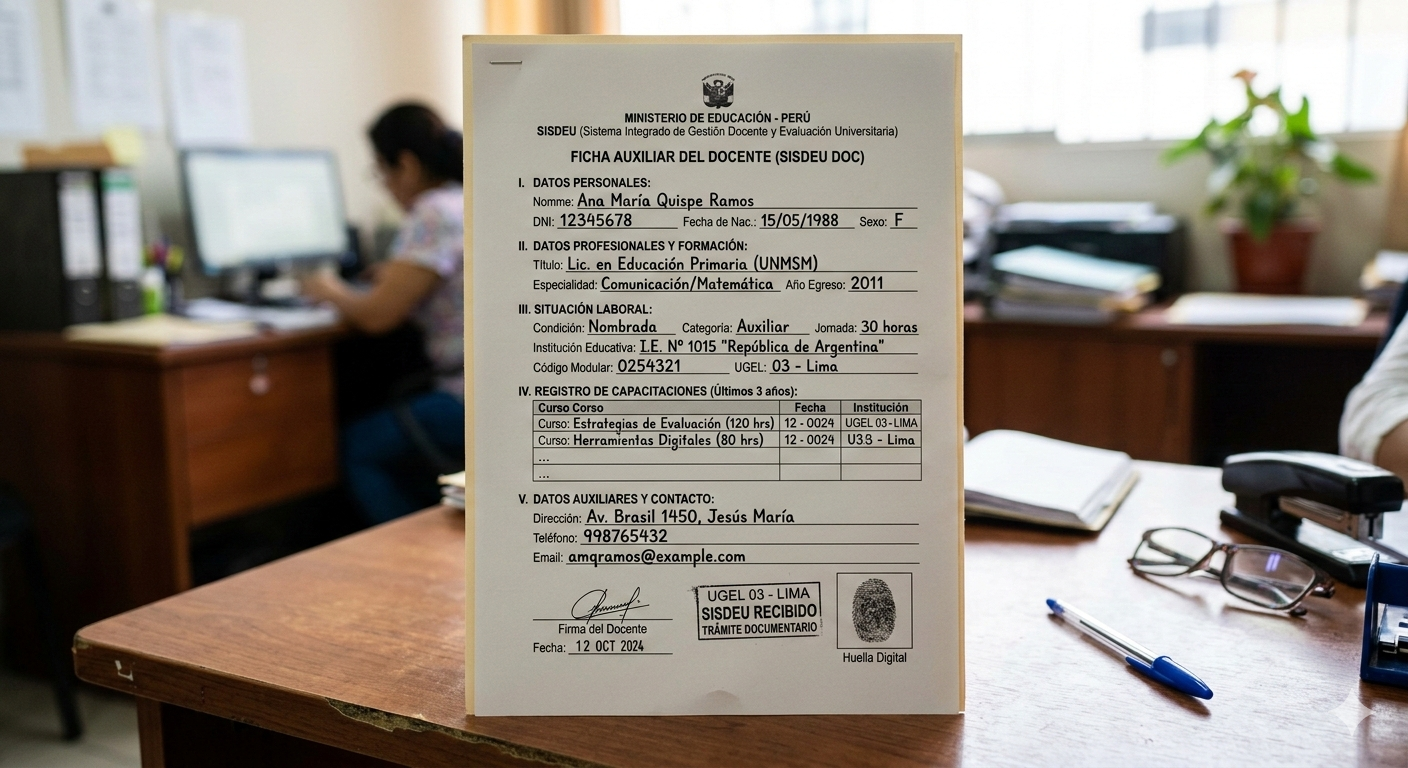 MINISTERIO DE EDUCACIÓN - PERÚ
SISDEU (Sistema Integrado de Gestión Docente y Evaluación Universitaria)
FICHA AUXILIAR DEL DOCENTE (SISDEU DOC)
I. DATOS PERSONALES:
Nomme: Ana María Quispe Ramos
DNI: 12345678 Fecha de Nac.: 15/05/1988 Sexo: F
II. DATOS PROFESIONALES Y FORMACIÓN:
Título: Lic. en Educación Primaria (UNMSM)
Especialidad: Comunicación/Matemática Año Egreso: 2011
III. SITUACIÓN LABORAL:
Condición: Nombrada Categoria: Auxiliar Jornada: 30 horas
Institución Educativa: I.E. Nº 1015 "República de Argentina"
Código Modular: 0254321 UGEL: 03 - Lima
IV. REGISTRO DE CAPACITACIONES (Últimos 3 años):
Curso Corso Fecha Institución
Curso: Estrategias de Evaluación (120 hrs) 12 - 0024 UGEL 03-LIMA
Curso: Herramientas Digitales (80 hrs) 12 - 0024 U3.3 - Lima
...
...
V. DATOS AUXILIARES Y CONTACTO:
Dirección: Av. Brasil 1450, Jesús María
Teléfono: 998765432
Email: amqramos@example.com
Firma del Docente
Fecha: 12 OCT 2024
UGEL 03 - LIMA
SISDEU RECIBIDO
TRÁMITE DOCUMENTARIO
Huella Digital